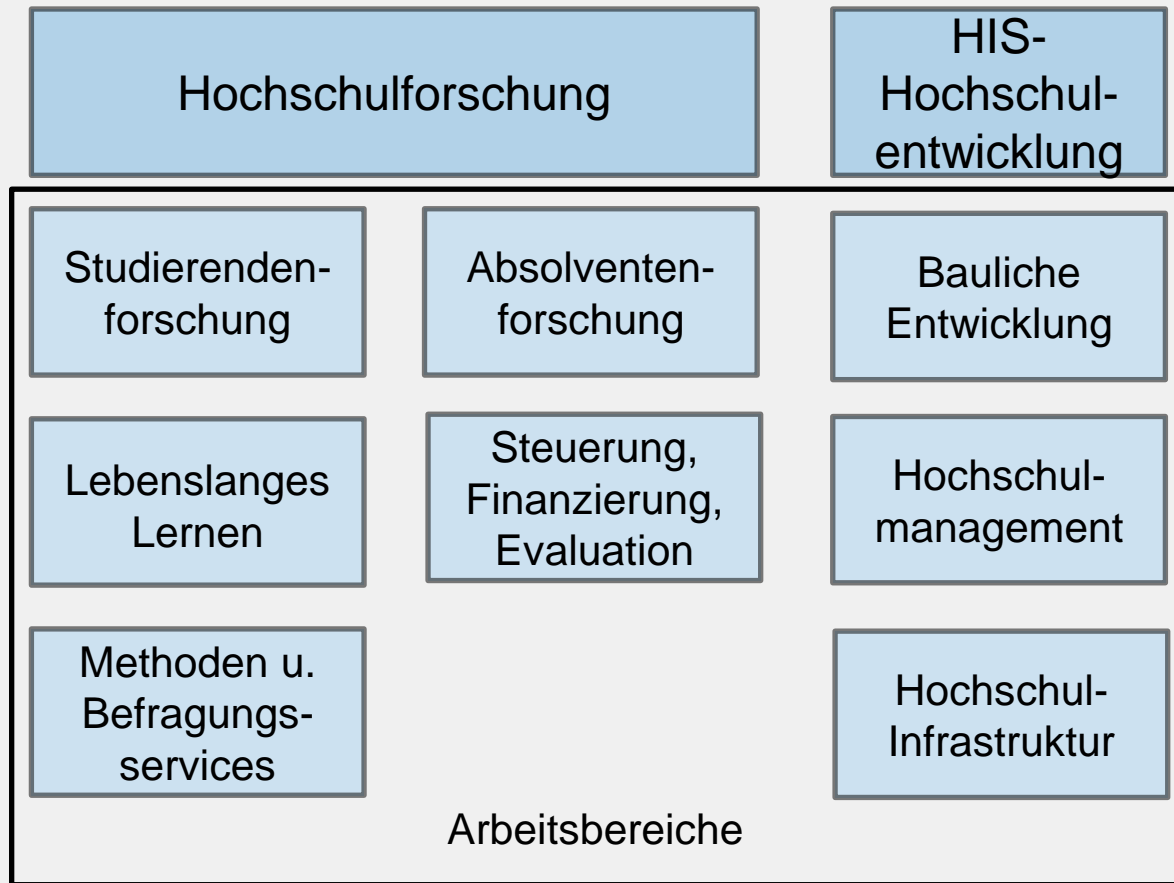 Hochschulforschung
HIS-
Hochschul-
entwicklung
Studierenden-
forschung
Absolventen-
forschung
Bauliche
Entwicklung
Lebenslanges
Lernen
Steuerung,
Finanzierung,
Evaluation
Hochschul-
management
Methoden u.
Befragungs-
services
Hochschul-
Infrastruktur
Arbeitsbereiche